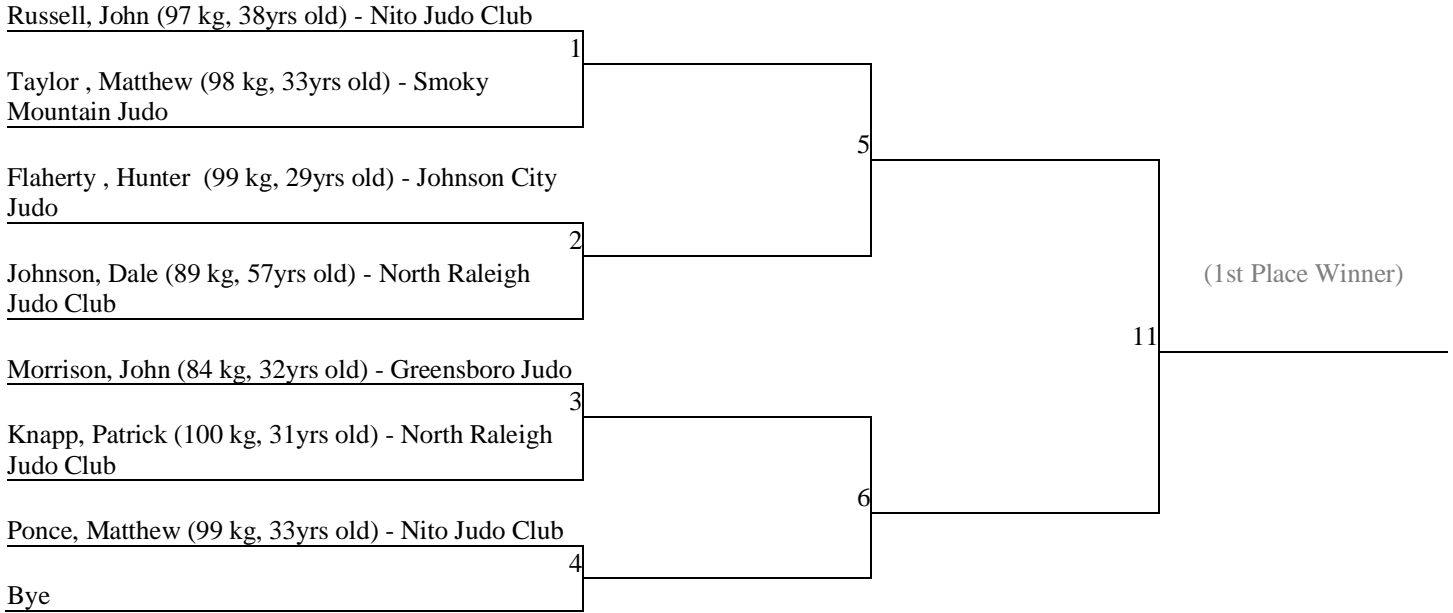 Russell, John (97 kg, 38yrs old) - Nito Judo Club
1
Taylor , Matthew (98 kg, 33yrs old) - Smoky
Mountain Judo
5
Flaherty , Hunter  (99 kg, 29yrs old) - Johnson City
Judo
2
Johnson, Dale (89 kg, 57yrs old) - North Raleigh
Judo Club
(1st Place Winner)
11
Morrison, John (84 kg, 32yrs old) - Greensboro Judo
3
Knapp, Patrick (100 kg, 31yrs old) - North Raleigh
Judo Club
6
Ponce, Matthew (99 kg, 33yrs old) - Nito Judo Club
4
Bye